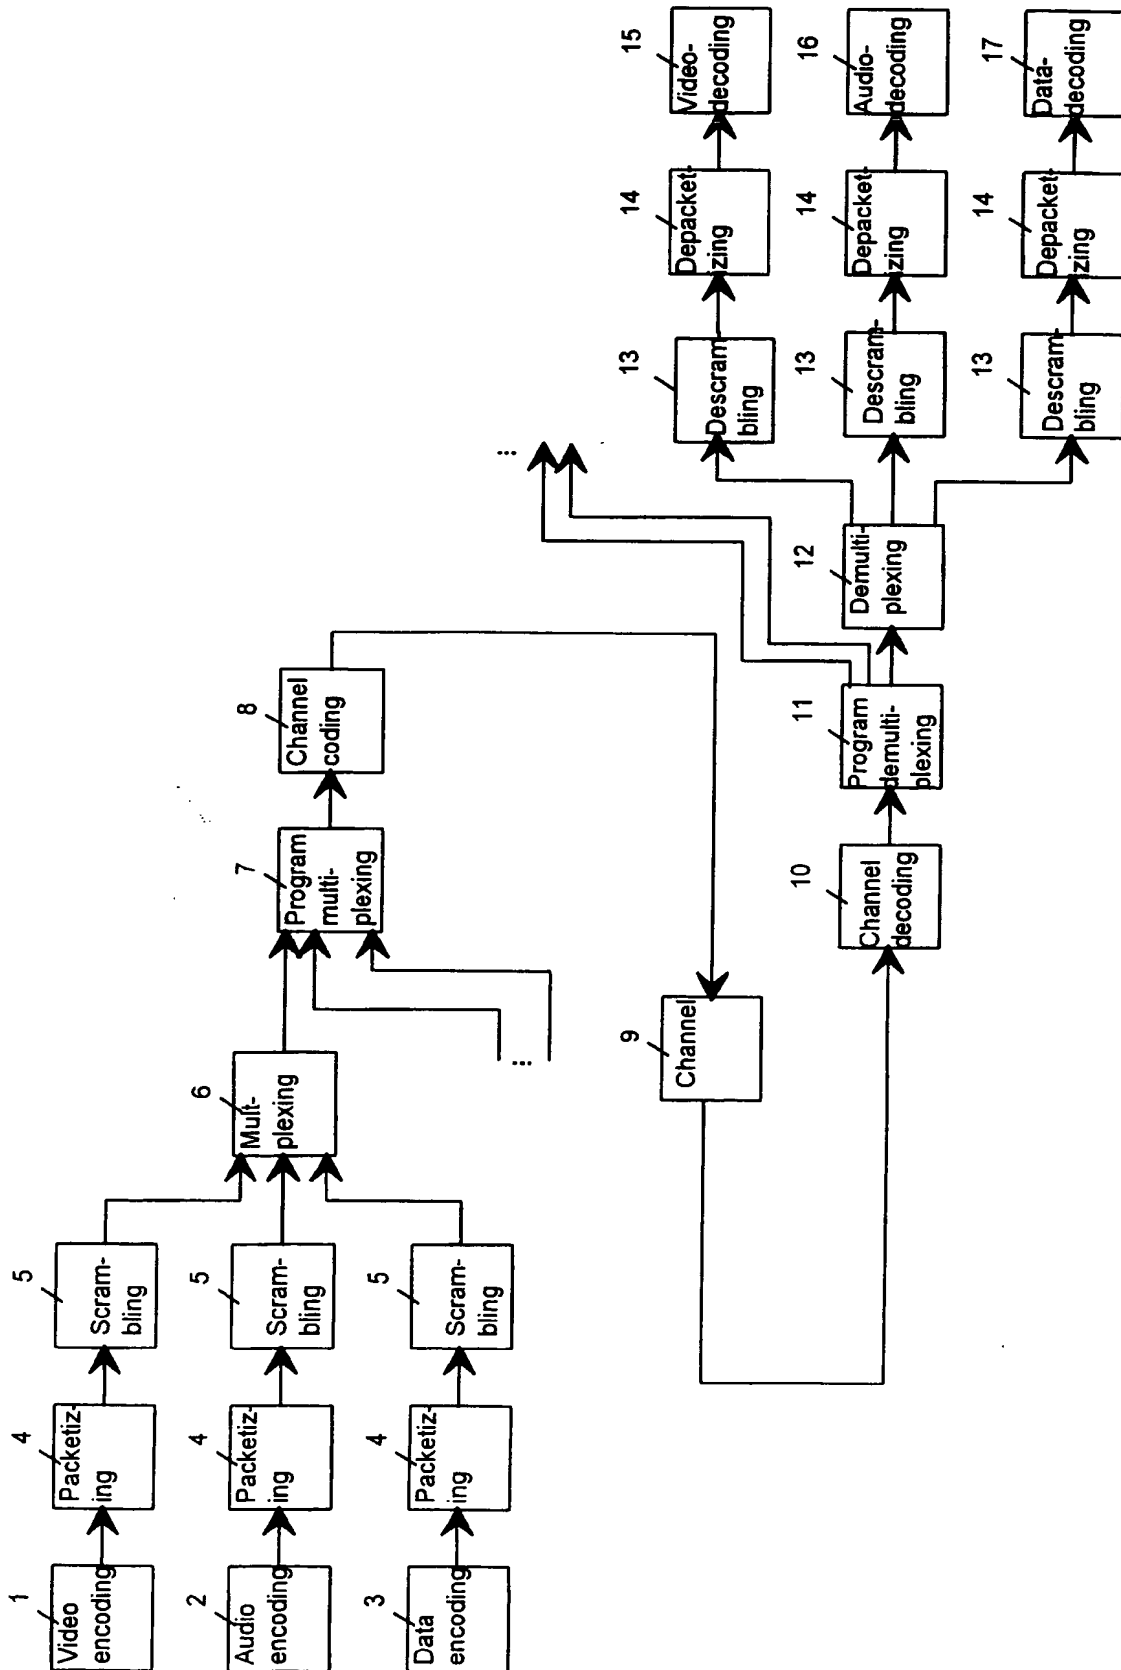 1
Video
encoding
4
Packetiz-
ing
5
Scram-
bling
2
Audio
encoding
4
Packetiz-
ing
5
Scram-
bling
3
Data
encoding
4
Packetiz-
ing
5
Scram-
bling
6
Mult-
plexing
...
7
Program
multi-
plexing
8
Channel
coding
9
Channel
10
Channel
decoding
11
Program
demulti-
plexing
...
12
Demulti-
plexing
13
Descram-
bling
14
Depacket-
izing
15
Video-
decoding
13
Descram-
bling
14
Depacket-
izing
16
Audio-
decoding
13
Descram-
bling
14
Depacket-
izing
17
Data-
decoding